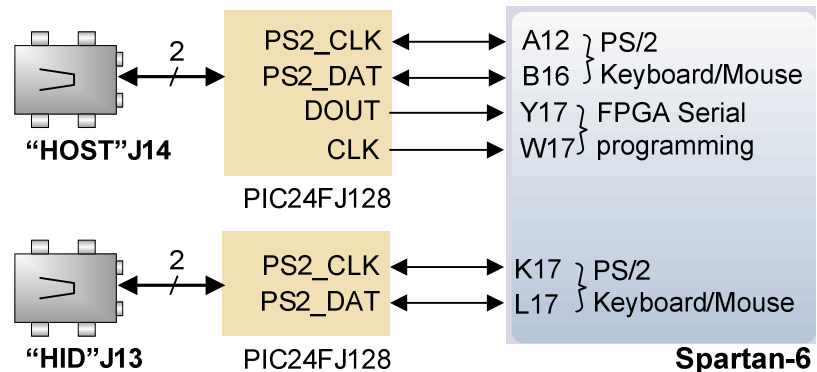 2 PS2_CLK A12 PS/2
PS2_DAT B16 Keyboard/Mouse
DOUT Y17 FPGA Serial
“HOST”J14 CLK W17 programming
PIC24FJ128
2 PS2_CLK K17 PS/2
PS2_DAT L17 Keyboard/Mouse
“HID”J13 PIC24FJ128 Spartan-6